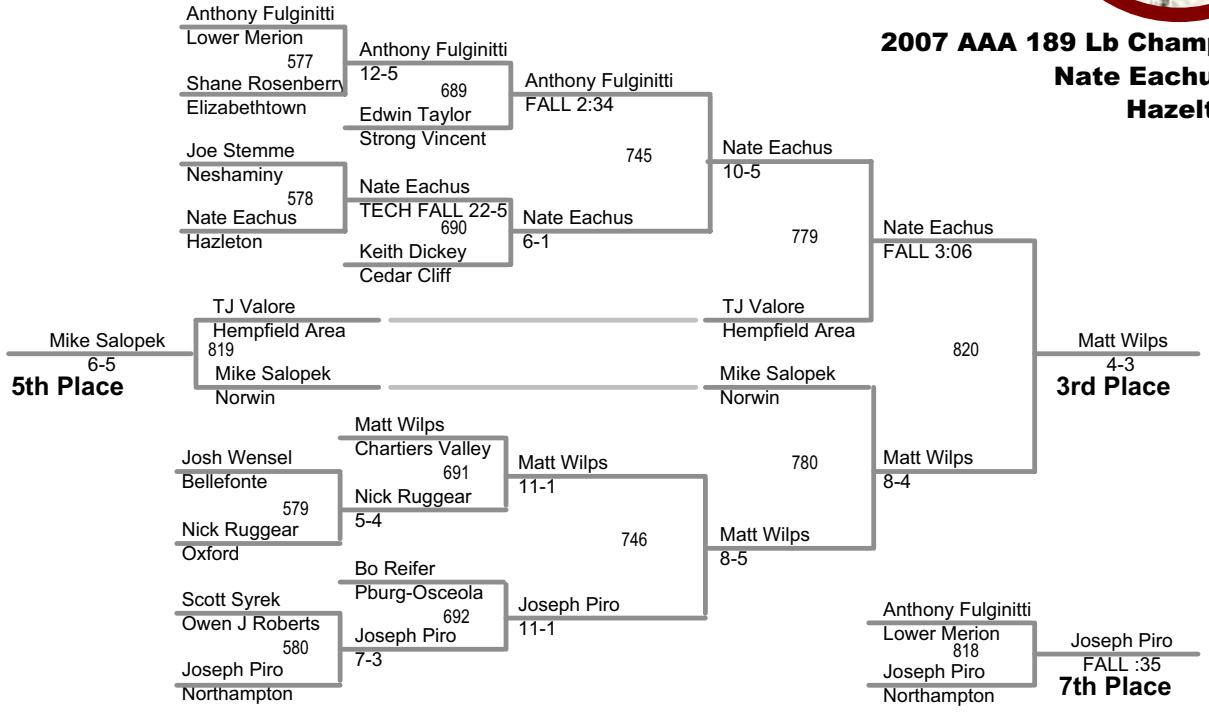 2007 AAA 189 Lb
Nate
Anthony Fulginitti
Lower Merion
577
Shane Rosenberry
Elizabethtown
Anthony Fulginitti
12-5
689
Edwin Taylor
Strong Vincent
Anthony Fulginitti
FALL 2:34
Joe Stemme
Neshaminy
578
Nate Eachus
Hazleton
Nate Eachus
TECH FALL 22-5
690
Keith Dickey
Cedar Cliff
Nate Eachus
6-1
745
Nate Eachus
10-5
779
Nate Eachus
FALL 3:06
TJ Valore
Hempfield Area
819
Mike Salopek
Norwin
Mike Salopek
6-5
5th Place
TJ Valore
Hempfield Area
Mike Salopek
Norwin
820
Matt Wilps
4-3
3rd Place
Matt Wilps
Chartiers Valley
691
Josh Wensel
Bellefonte
579
Nick Ruggear
Oxford
Nick Ruggear
5-4
Matt Wilps
11-1
780
Matt Wilps
8-4
746
Matt Wilps
8-5
Bo Reifer
Pburg-Osceola
692
Scott Syrek
Owen J Roberts
580
Joseph Piro
Northampton
Joseph Piro
7-3
Joseph Piro
11-1
Anthony Fulginitti
Lower Merion
818
Joseph Piro
Northampton
Joseph Piro
FALL :35
7th Place